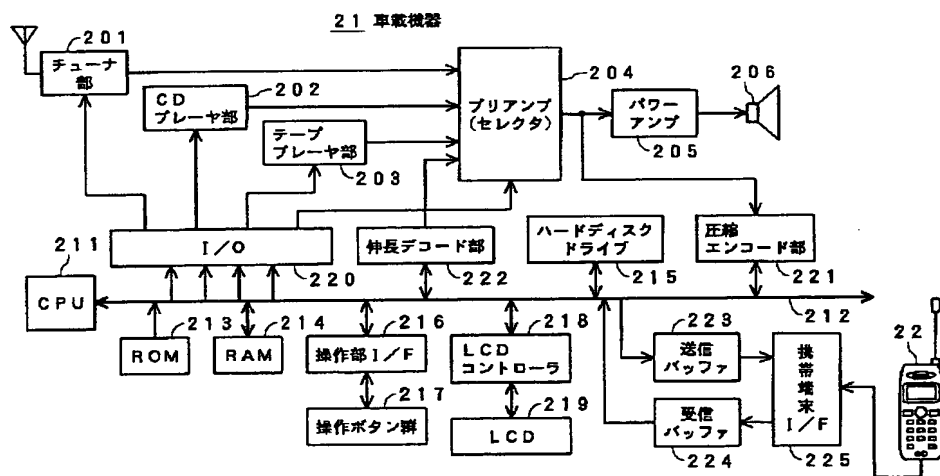 21 車載機器
201
チューナ
部
202
CD
プレーヤ部
テープ
プレーヤ部
203
204
プリアンプ
(セレクタ)
パワー
アンプ
205
206
211
CPU
I/O
220
伸長デコード部
222
ハードディスク
ドライブ
215
圧縮
エンコード部
221
212
ROM
213
RAM
214
216
操作部I/F
217
操作ボタン群
218
LCD
コントローラ
219
LCD
223
送信
バッファ
受信
バッファ
224
携帯端末
I/F
225
22